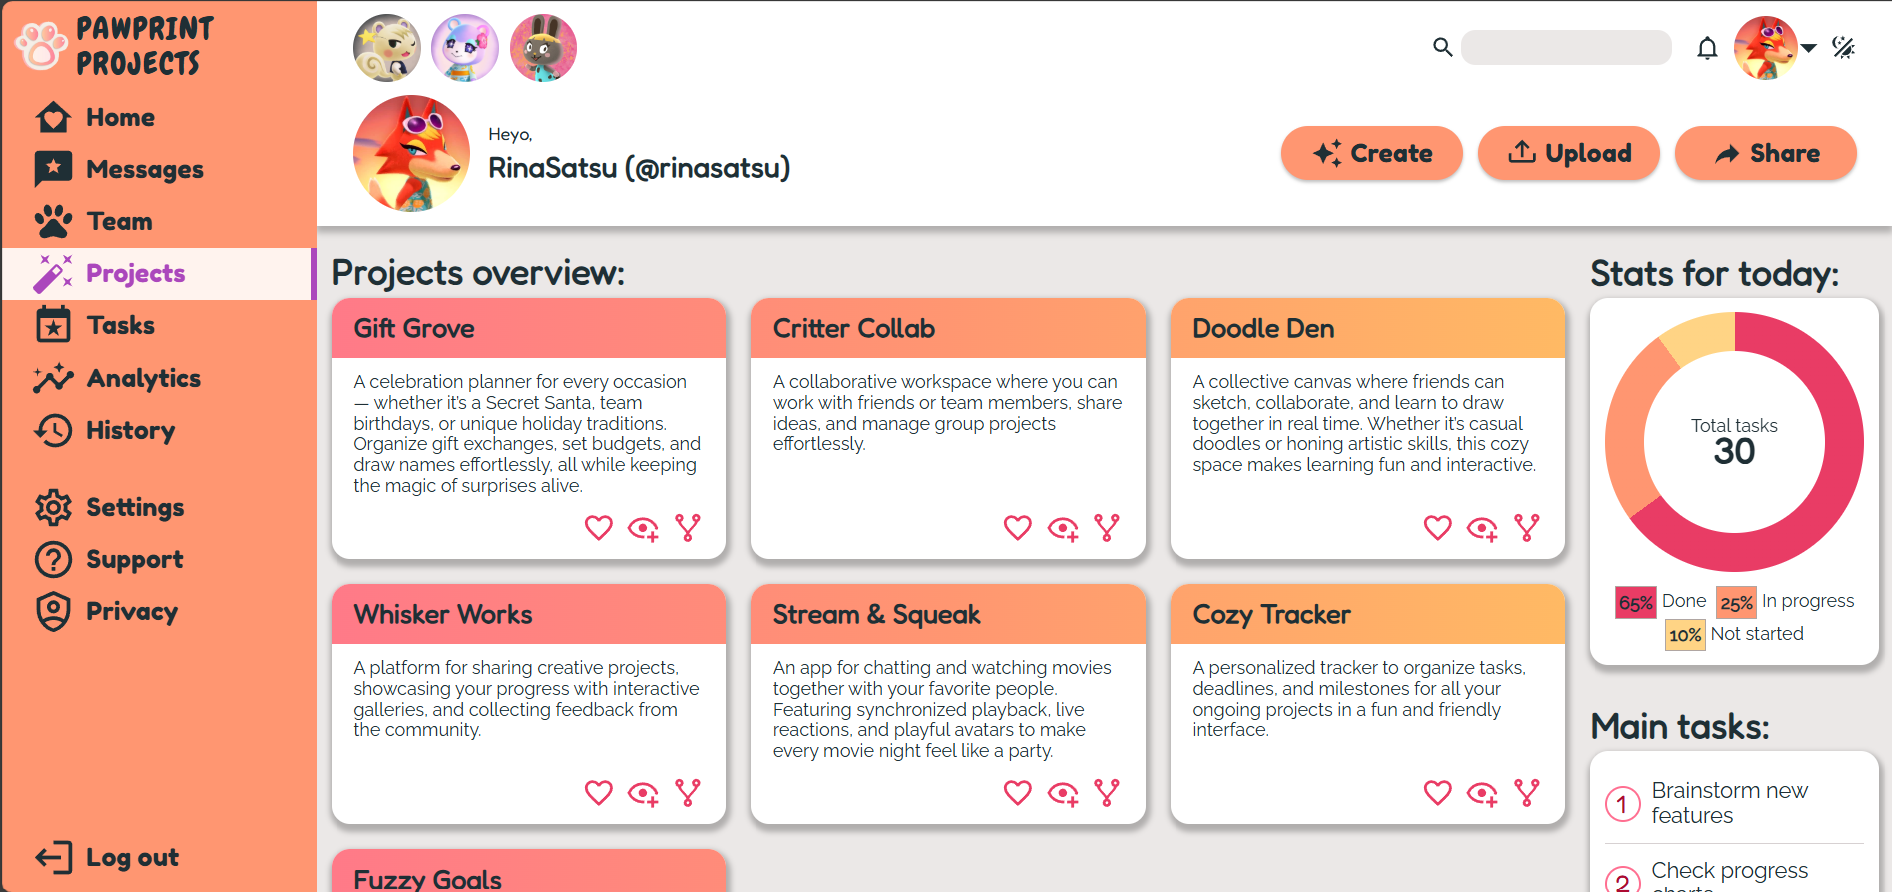 PAWPRINT
PROJECTS
Home
Messages
Team
Projects
Tasks
Analytics
History
Settings
Support
Privacy
Log out
Heyo,
RinaSatsu (@rinasatsu)
Create
Upload
Share
Projects overview:
Gift Grove
A celebration planner for every occasion
— whether it's a Secret Santa, team
birthdays, or unique holiday traditions.
Organize gift exchanges, set budgets, and
draw names effortlessly, all while keeping
the magic of surprises alive.
Critter Collab
A collaborative workspace where you can
work with friends or team members, share
ideas, and manage group projects
effortlessly.
Doodle Den
A collective canvas where friends can
sketch, collaborate, and learn to draw
together in real time. Whether it's casual
doodles or honing artistic skills, this cozy
space makes learning fun and interactive.
Whisker Works
A platform for sharing creative projects,
showcasing your progress with interactive
galleries, and collecting feedback from
the community.
Stream & Squeak
An app for chatting and watching movies
together with your favorite people.
Featuring synchronized playback, live
reactions, and playful avatars to make
every movie night feel like a party.
Cozy Tracker
A personalized tracker to organize tasks,
deadlines, and milestones for all your
ongoing projects in a fun and friendly
interface.
Fuzzy Goals
Stats for today:
Total tasks
30
65% Done 25% In progress
10% Not started
Main tasks:
1 Brainstorm new
features
2 Check progress